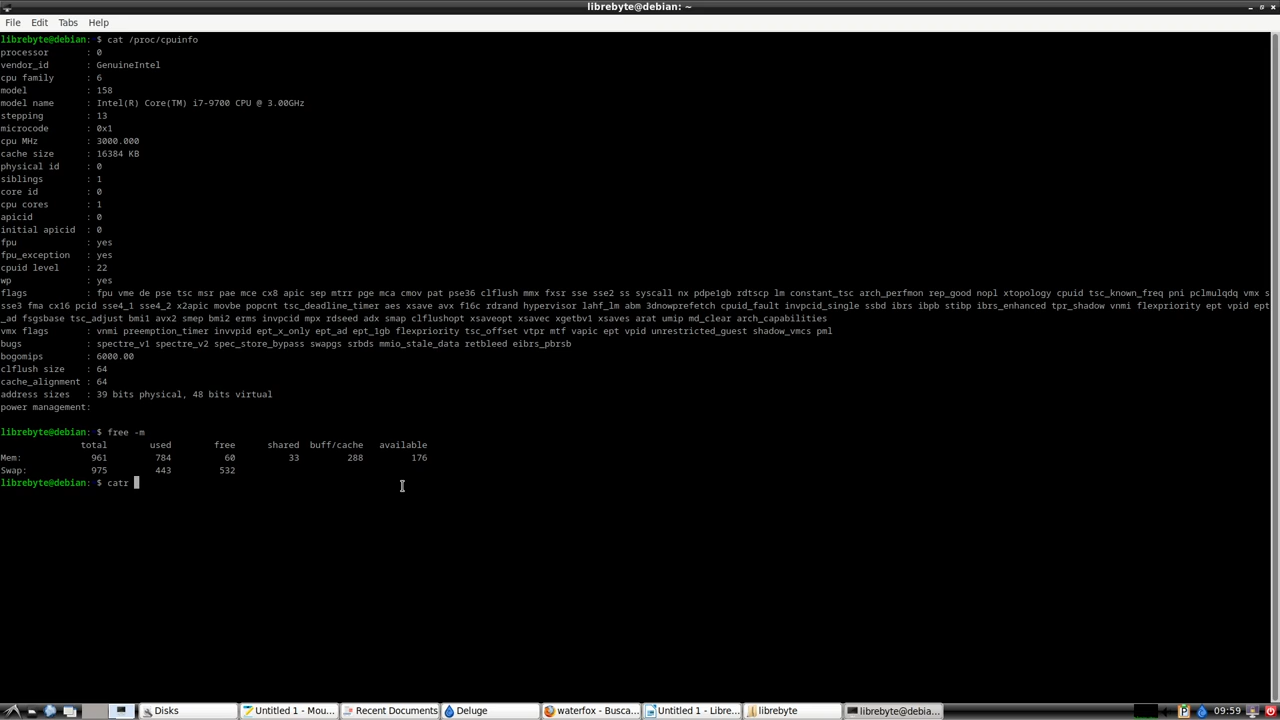 librebyte@debian: ~
File Edit Tabs Help
librebyte@debian: $ cat /proc/cpuinfo
processor : 0
vendor_id : GenuineIntel
cpu family : 6
model : 158
model name : Intel(R) Core(TM) i7-9700 CPU @ 3.00GHz
stepping : 13
microcode : 0x1
cpu MHz : 3000.000
cache size : 16384 KB
physical id : 0
siblings : 1
core id : 0
cpu cores : 1
apicid : 0
initial apicid : 0
fpu : yes
fpu_exception : yes
cpuid level : 22
wp : yes
flags : fpu vme de pse tsc msr pae mce cx8 apic sep mtrr pge mca cmov pat pse36 clflush mmx fxsr sse sse2 ss syscall nx pdpe1gb rdtscp lm constant_tsc arch_perfmon rep_good nopl xtopology cpuid tsc_known_freq pni pclmulqdq vmx s
sse3 fma cx16 pcid sse4_1 sse4_2 x2apic movbe popcnt tsc_deadline_timer aes xsave avx f16c rdrand hypervisor lahf_lm abm 3dnowprefetch cpuid_fault invpcid_single ssbd ibrs ibpb stibp ibrs_enhanced tpr_shadow vnmi flexpriority ept vpid ept
_ad fsgsbase tsc_adjust bmi1 avx2 smep bmi2 erms invpcid mpx rdseed adx smap clflushopt xsaveopt xsavec xgetbv1 xsaves arat umip md_clear arch_capabilities
vmx flags : vnmi preemption_timer invvpid ept_x_only ept_ad ept_1gb flexpriority tsc_offset vtpr mtf vapic ept vpid unrestricted_guest shadow_vmcs pml
bugs : spectre_v1 spectre_v2 spec_store_bypass swapgs srbds mmio_stale_data retbleed eibrs_pbrsb
bogomips : 6000.00
clflush size : 64
cache_alignment : 64
address sizes : 39 bits physical, 48 bits virtual
power management:
librebyte@debian: $ free -m
total used free shared buff/cache available
Mem: 961 784 60 33 288 176
Swap: 975 443 532
librebyte@debian: $ catr
Disks Untitled 1 - Mou... Recent Documents Deluge waterfox - Busca... Untitled 1 - Libre... librebyte librebyte@debia... 09:59